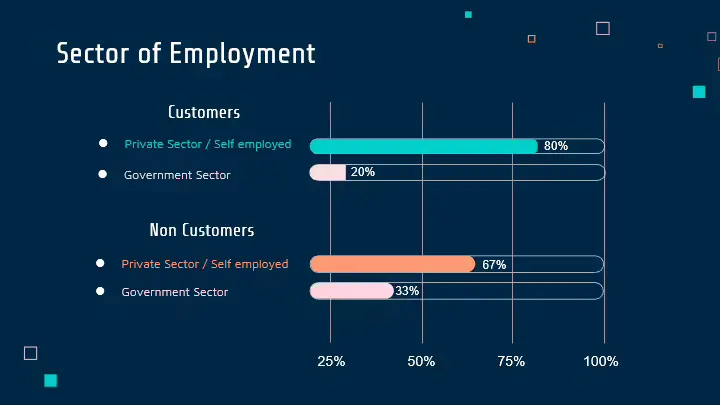 Sector of Employment
Customers
Private Sector / Self employed
80%
Government Sector
20%
Non Customers
Private Sector / Self employed
67%
Government Sector
33%
25% 50% 75% 100%